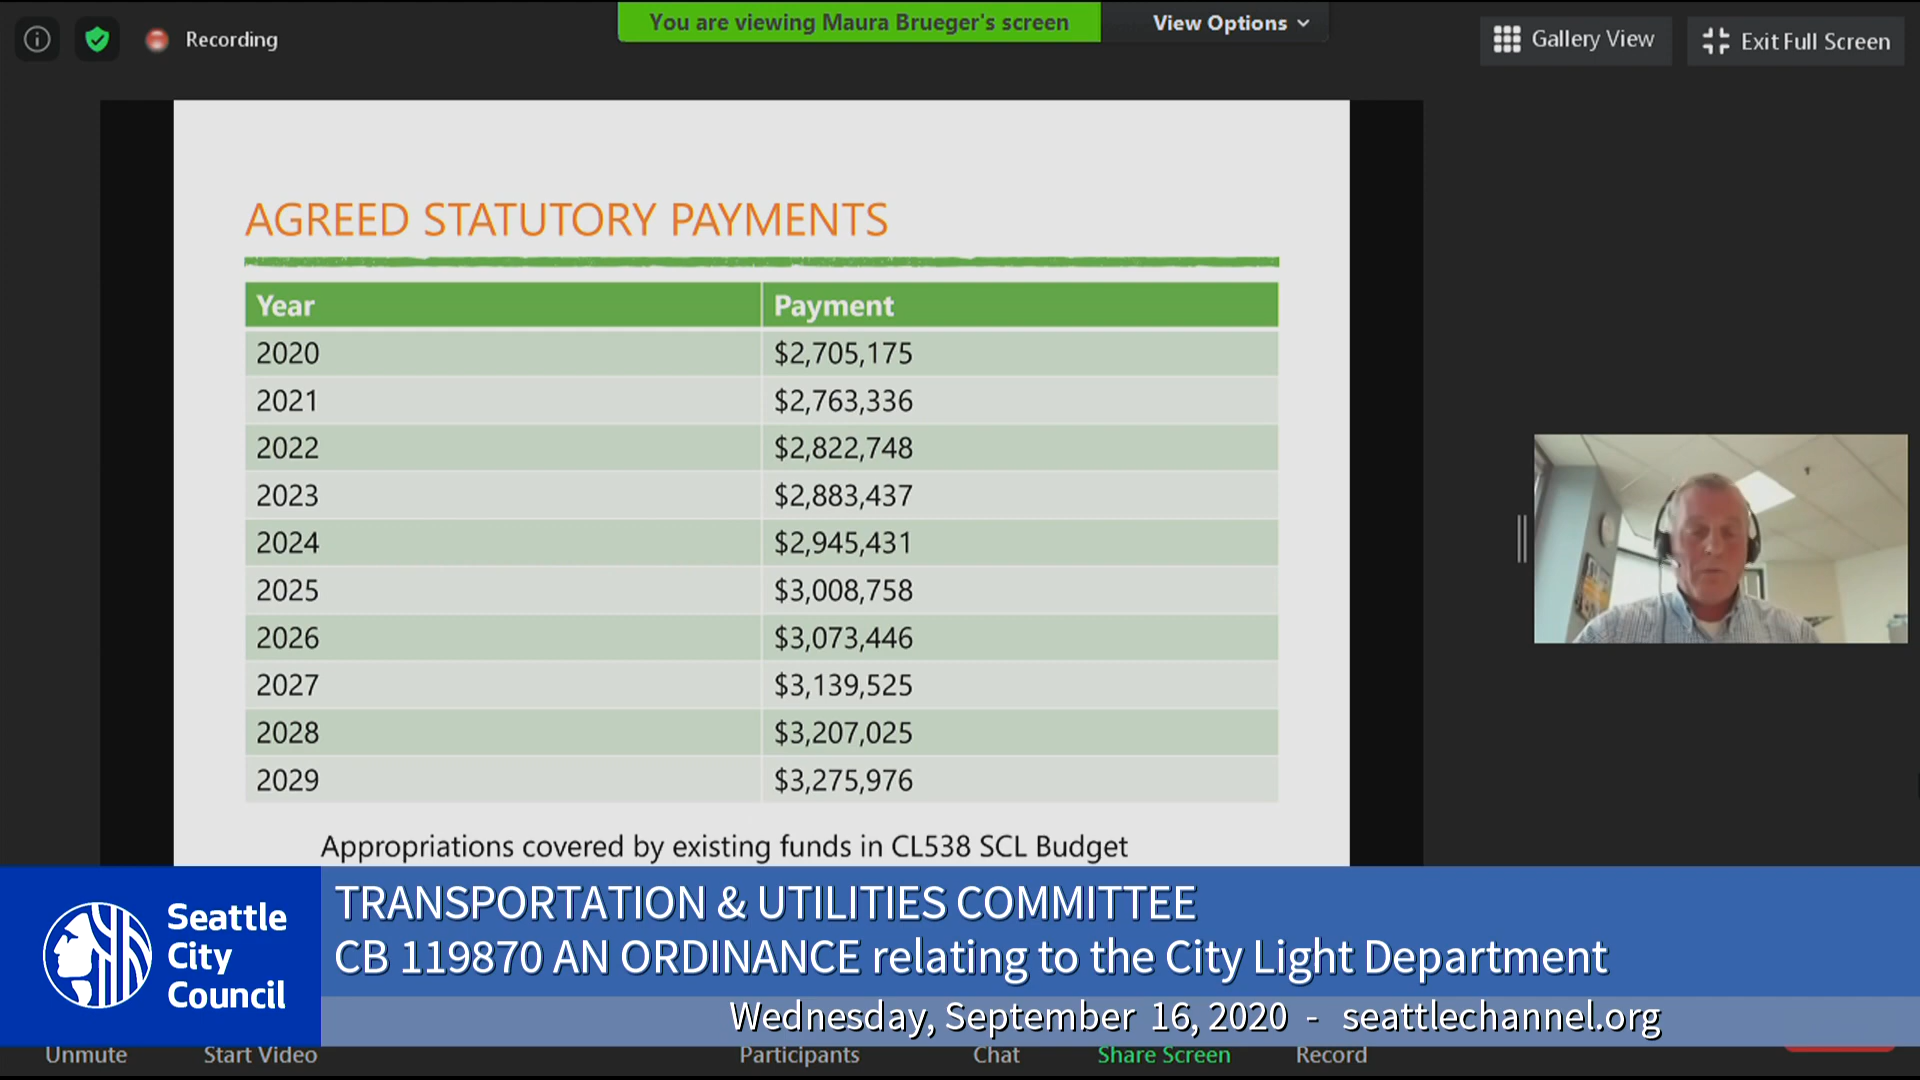 Recording
You are viewing Maura Brueger's screen
View Options
Gallery View
Exit Full Screen
AGREED STATUTORY PAYMENTS
Year Payment
2020 $2,705,175
2021 $2,763,336
2022 $2,822,748
2023 $2,883,437
2024 $2,945,431
2025 $3,008,758
2026 $3,073,446
2027 $3,139,525
2028 $3,207,025
2029 $3,275,976
Appropriations covered by existing funds in CL538 SCL Budget
Seattle
City
Council
TRANSPORTATION & UTILITIES COMMITTEE
CB 119870 AN ORDINANCE relating to the City Light Department
Wednesday, September 16, 2020 - seattlechannel.org
Unmute Start Video Participants Chat Share Screen Record